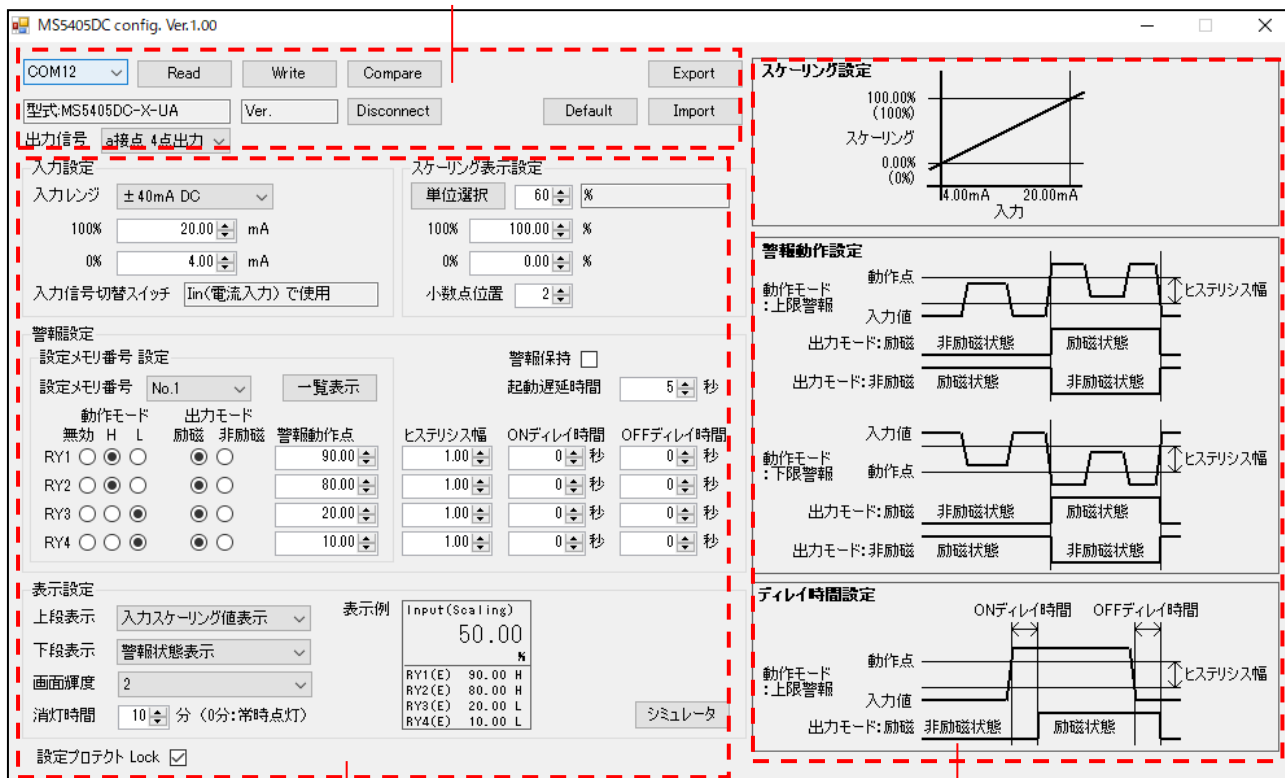 MS5405DC config. Ver.1.00
COM12 Read Write Compare Export
型式:MS5405DC-X-UA Ver. Disconnect Default Import
出力信号 a接点 4点出力
入力設定
入力レンジ ±40mA DC
100% 20.00 mA
0% 4.00 mA
入力信号切替スイッチ Iin(電流入力) で使用
スケーリング表示設定
単位選択 60 %
100% 100.00 %
0% 0.00 %
小数点位置 2
警報設定
設定メモリ番号 設定
設定メモリ番号 No.1 一覧表示
警報保持
起動遅延時間 5 秒
動作モード 出力モード
無効 H L 励磁 非励磁 警報動作点 ヒステリシス幅 ONディレイ時間 OFFディレイ時間
RY1 90.00 1.00 0 秒 0 秒
RY2 80.00 1.00 0 秒 0 秒
RY3 20.00 1.00 0 秒 0 秒
RY4 10.00 1.00 0 秒 0 秒
表示設定
上段表示 入力スケーリング値表示
下段表示 警報状態表示
画面輝度 2
消灯時間 10 分 (0分:常時点灯)
表示例
Input(Scaling)
50.00
%
RY1(E) 90.00 H
RY2(E) 80.00 H
RY3(E) 20.00 L
RY4(E) 10.00 L
シミュレータ
設定プロテクト Lock
スケーリング設定
100.00%
(100%)
スケーリング
0.00%
(0%)
4.00mA 20.00mA
入力
警報動作設定
動作点
動作モード
:上限警報
ヒステリシス幅
入力値
出力モード:励磁 非励磁状態 励磁状態
出力モード:非励磁 励磁状態 非励磁状態
入力値
動作モード
:下限警報
動作点
ヒステリシス幅
出力モード:励磁 非励磁状態 励磁状態
出力モード:非励磁 励磁状態 非励磁状態
ディレイ時間設定
ONディレイ時間 OFFディレイ時間
動作点
動作モード
:上限警報
ヒステリシス幅
入力値
出力モード:励磁 非励磁状態 励磁状態